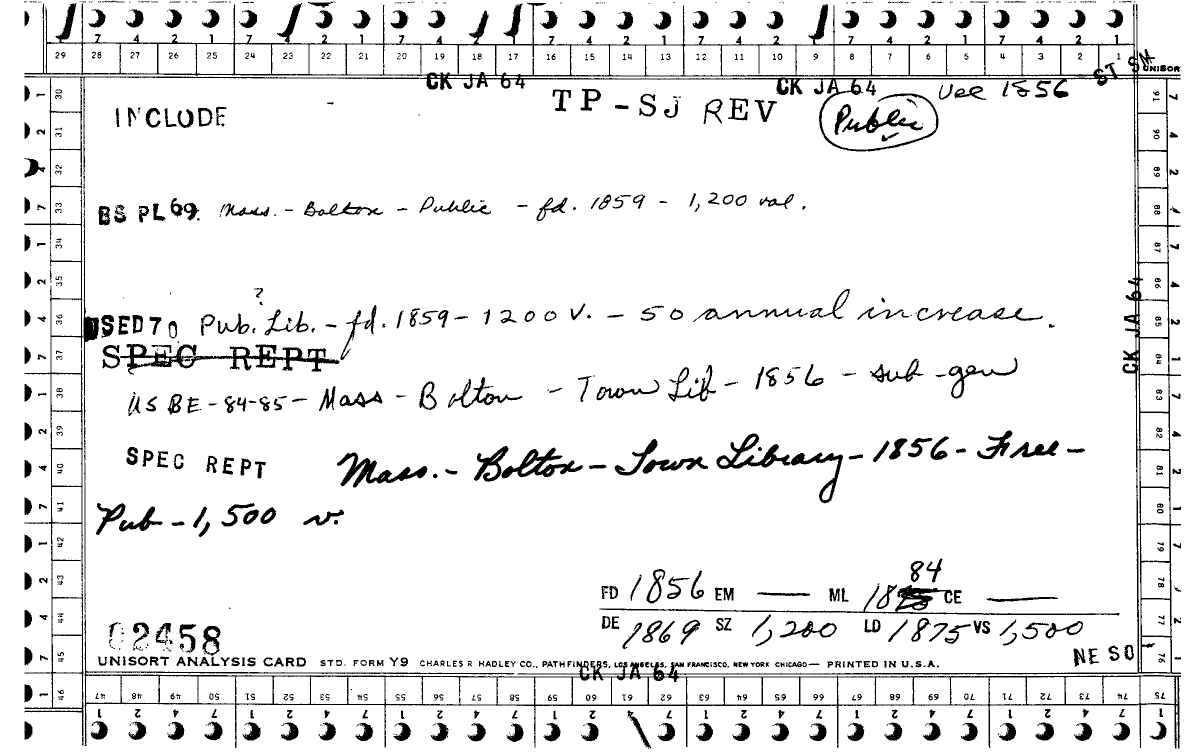 7 4 2 1 7 4 2 1 7 4 2 1 7 4 2 1 7 4 2 1 7 4 2 1 7 4 2 1
29 28 27 26 25 24 23 22 21 20 19 18 17 16 15 14 13 12 11 10 9 8 7 6 5 4 3 2 1
UNISORT
CK JA 64 CK JA 64 Use 1856 ST SN
INCLUDE TP-SJ REV Public
BS PL 69. Mass. - Bolton - Public - fd. 1859 - 1,200 vol.
?
USED 70 Pub. Lib. - fd. 1859 - 1200 V. - 50 annual increase.
SPEC REPT
US BE - 84-85 - Mass - Bolton - Town Lib - 1856 - sub - gen
CK JA 64
SPEC REPT Mass. - Bolton - Town Library - 1856 - Free -
Pub - 1,500 v.
FD 1856 EM — ML 1884 CE —
DE 1869 SZ 1,200 LD 1875 VS 1,500
02458
NE SO
UNISORT ANALYSIS CARD STD. FORM Y9 CHARLES R HADLEY CO., PATHFINDERS, LOS ANGELES, SAN FRANCISCO, NEW YORK CHICAGO — PRINTED IN U.S.A.
CK JA 64
30 31 32 33 34 35 36 37 38 39 40 41 42 43 44 45 46
91 90 89 88 87 86 85 84 83 82 81 80 79 78 77 76 75
47 48 49 50 51 52 53 54 55 56 57 58 59 60 61 62 63 64 65 66 67 68 69 70 71 72 73 74 75
1 2 4 7 1 2 4 7 1 2 4 7 1 2 4 7 1 2 4 7 1 2 4 7 1 2 4 7 1